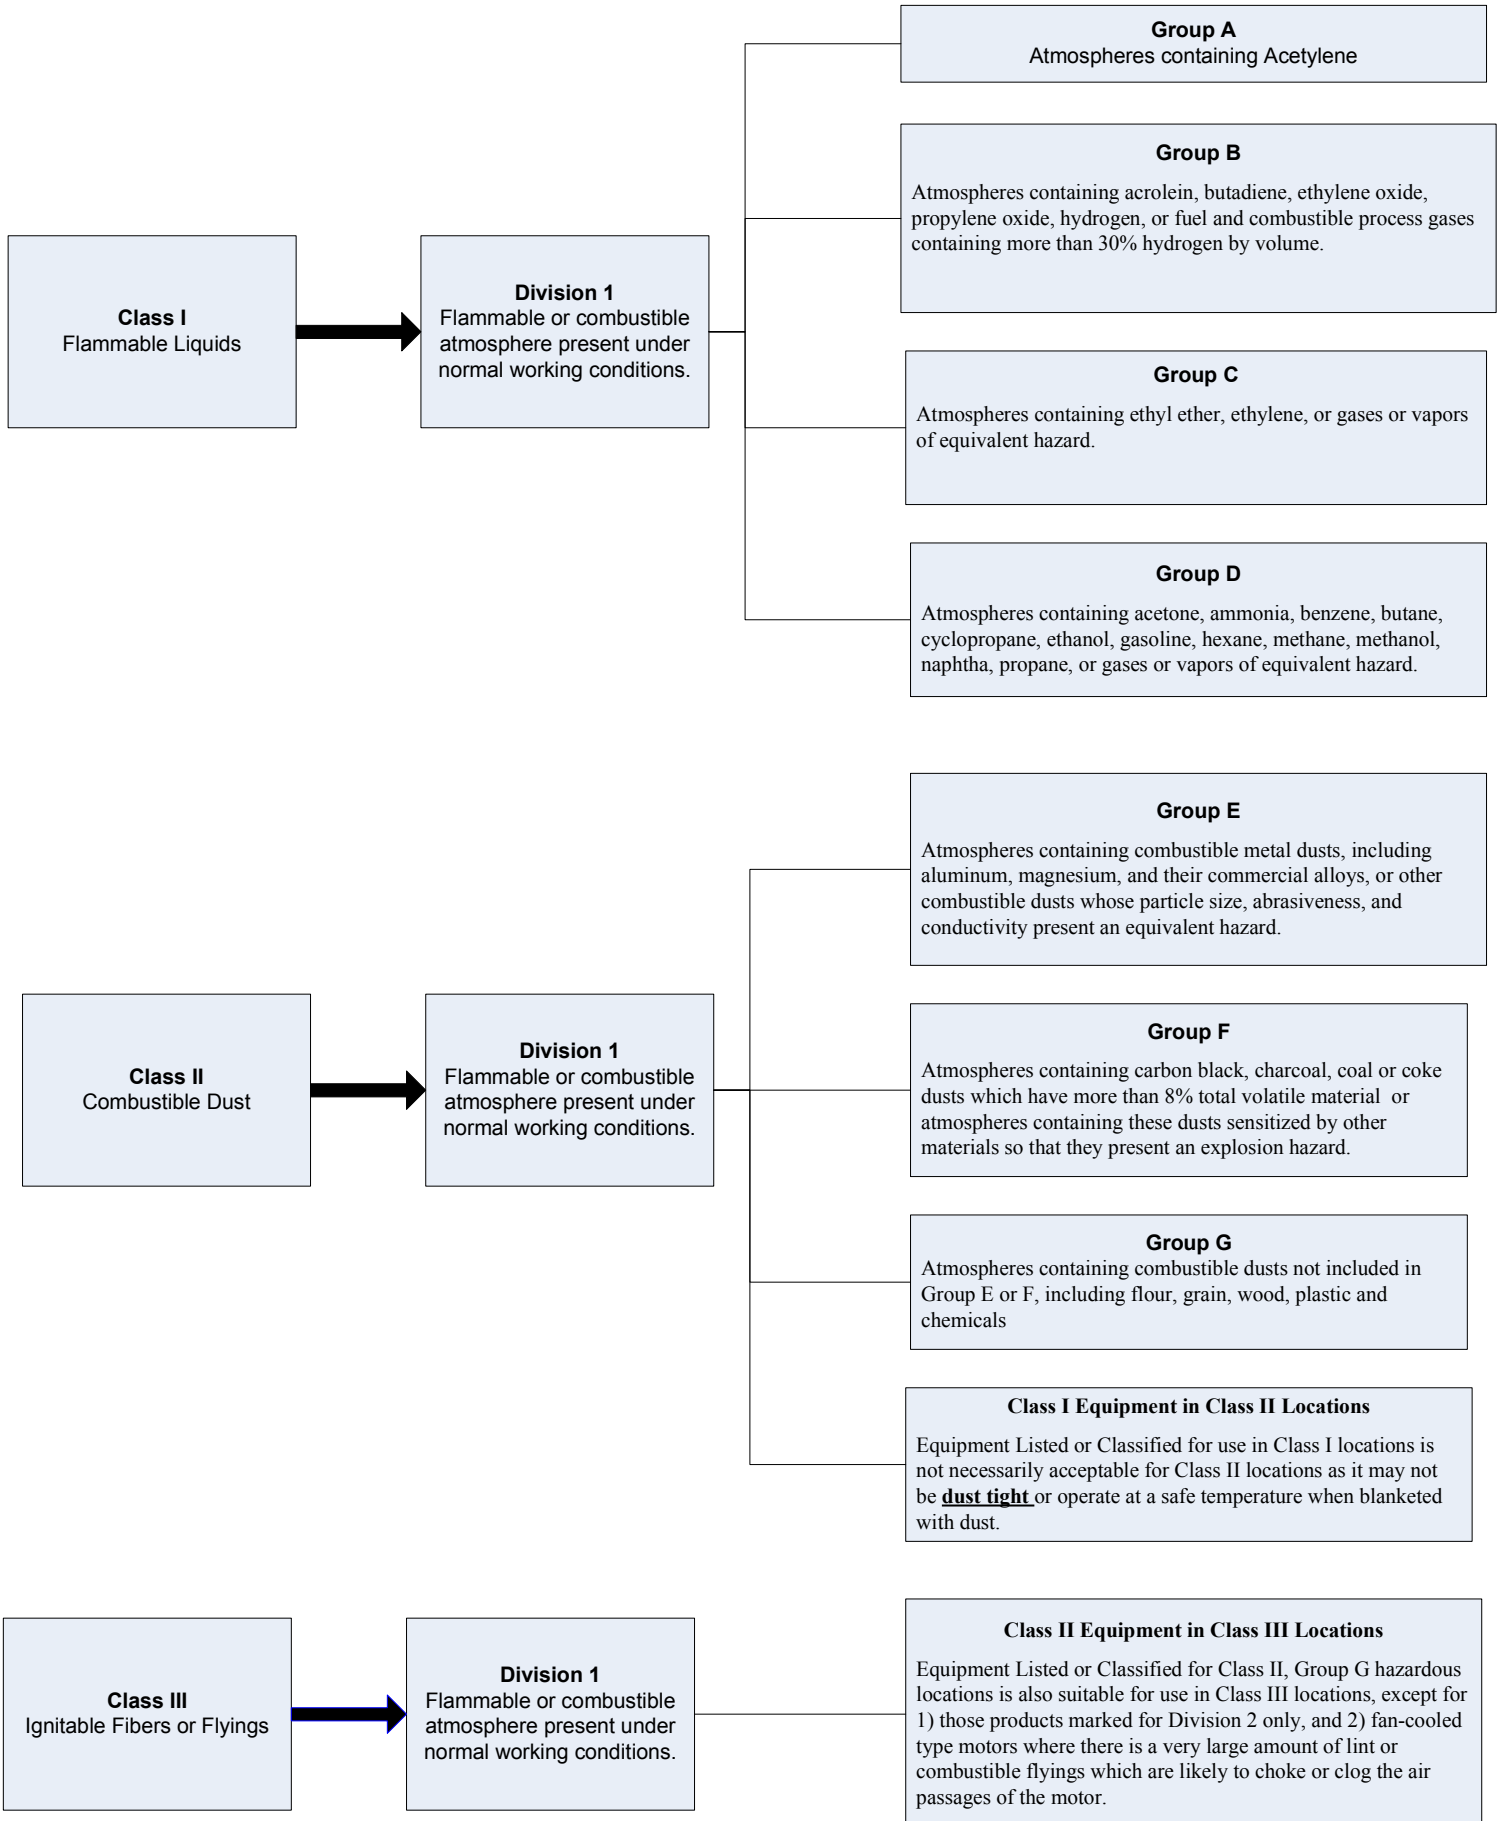 Group A
Atmospheres containing Acetylene
Group B
Atmospheres containing acrolein, butadiene, ethylene oxide,
propylene oxide, hydrogen, or fuel and combustible process gases
containing more than 30% hydrogen by volume.
Class I
Flammable Liquids
Division 1
Flammable or combustible
atmosphere present under
normal working conditions.
Group C
Atmospheres containing ethyl ether, ethylene, or gases or vapors
of equivalent hazard.
Group D
Atmospheres containing acetone, ammonia, benzene, butane,
cyclopropane, ethanol, gasoline, hexane, methane, methanol,
naphtha, propane, or gases or vapors of equivalent hazard.
Group E
Atmospheres containing combustible metal dusts, including
aluminum, magnesium, and their commercial alloys, or other
combustible dusts whose particle size, abrasiveness, and
conductivity present an equivalent hazard.
Class II
Combustible Dust
Division 1
Flammable or combustible
atmosphere present under
normal working conditions.
Group F
Atmospheres containing carbon black, charcoal, coal or coke
dusts which have more than 8% total volatile material or
atmospheres containing these dusts sensitized by other
materials so that they present an explosion hazard.
Group G
Atmospheres containing combustible dusts not included in
Group E or F, including flour, grain, wood, plastic and
chemicals
Class I Equipment in Class II Locations
Equipment Listed or Classified for use in Class I locations is
not necessarily acceptable for Class II locations as it may not
be dust tight or operate at a safe temperature when blanketed
with dust.
Class III
Ignitable Fibers or Flyings
Division 1
Flammable or combustible
atmosphere present under
normal working conditions.
Class II Equipment in Class III Locations
Equipment Listed or Classified for Class II, Group G hazardous
locations is also suitable for use in Class III locations, except for
1) those products marked for Division 2 only, and 2) fan-cooled
type motors where there is a very large amount of lint or
combustible flyings which are likely to choke or clog the air
passages of the motor.